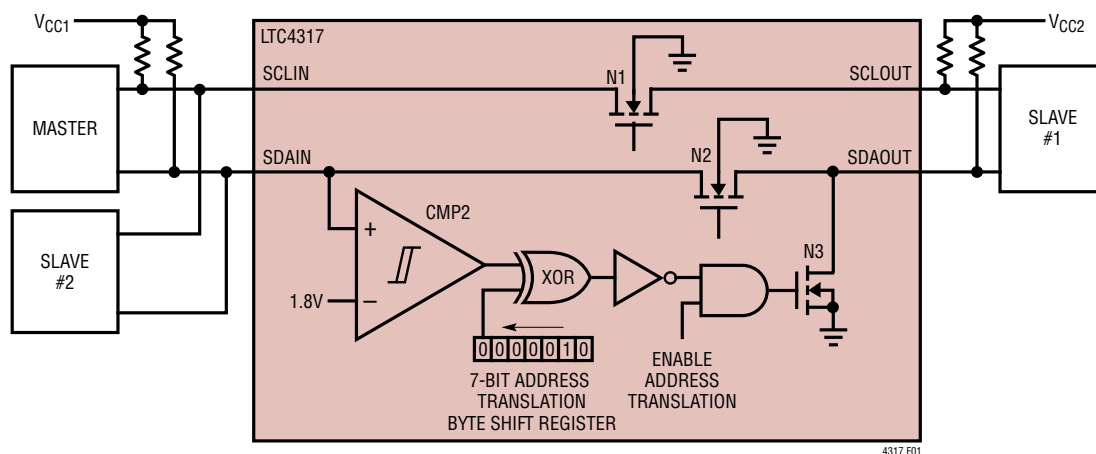 VCC1
VCC2
LTC4317
SCLIN
N1
SCLOUT
MASTER
SLAVE
#1
SDAIN
N2
SDAOUT
CMP2
+
N3
SLAVE
#2
XOR
1.8V
−
0000010
7-BIT ADDRESS
TRANSLATION
BYTE SHIFT REGISTER
ENABLE
ADDRESS
TRANSLATION
4317 F01